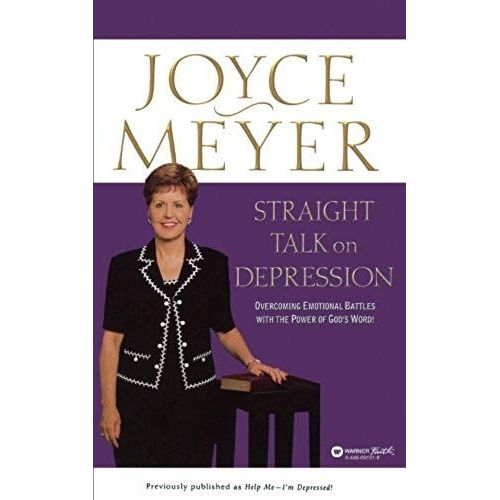 JOYCE
MEYER
STRAIGHT
TALK on
DEPRESSION
OVERCOMING EMOTIONAL BATTLES
WITH THE POWER OF GOD'S WORD!
WARNER Faith
Previously published as Help Me—I'm Depressed!